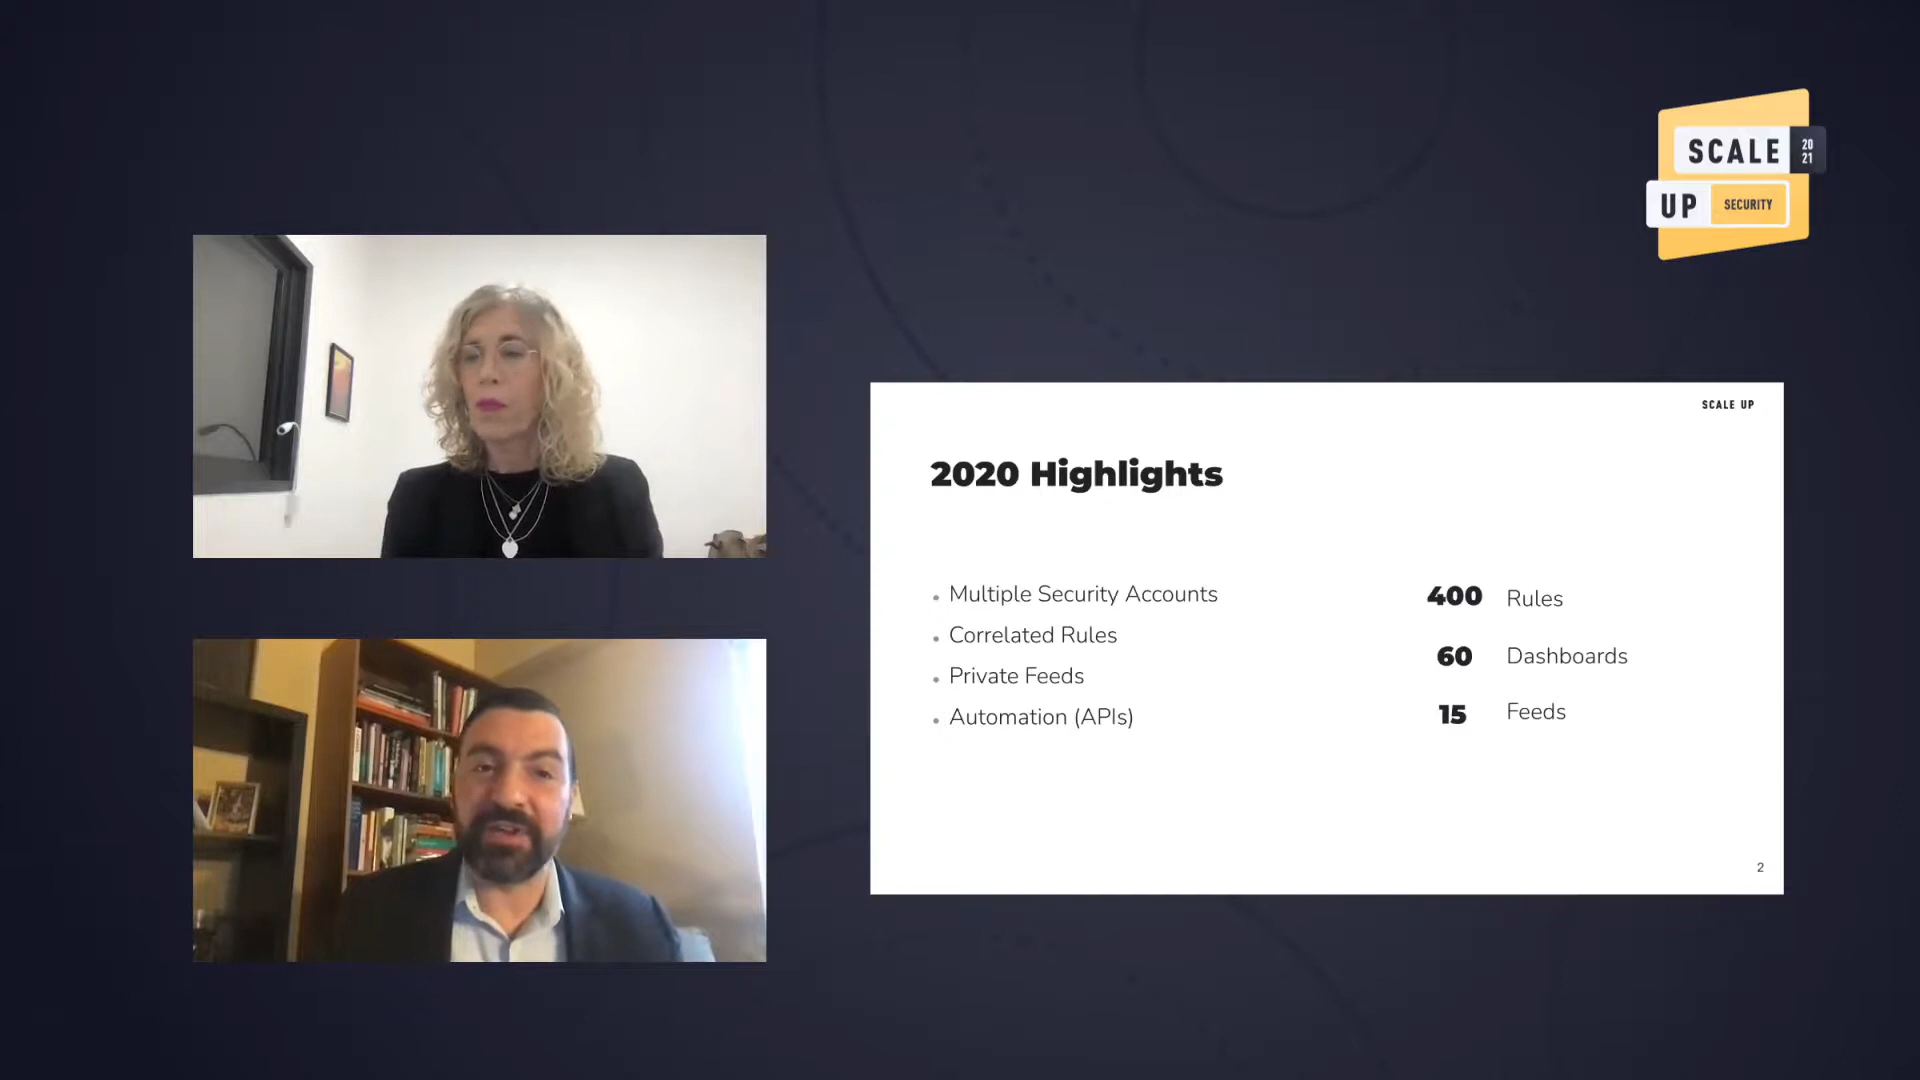 SCALE 20
21
UP SECURITY
SCALE UP
2020 Highlights
• Multiple Security Accounts
• Correlated Rules
• Private Feeds
• Automation (APIs)
400 Rules
60 Dashboards
15 Feeds
2